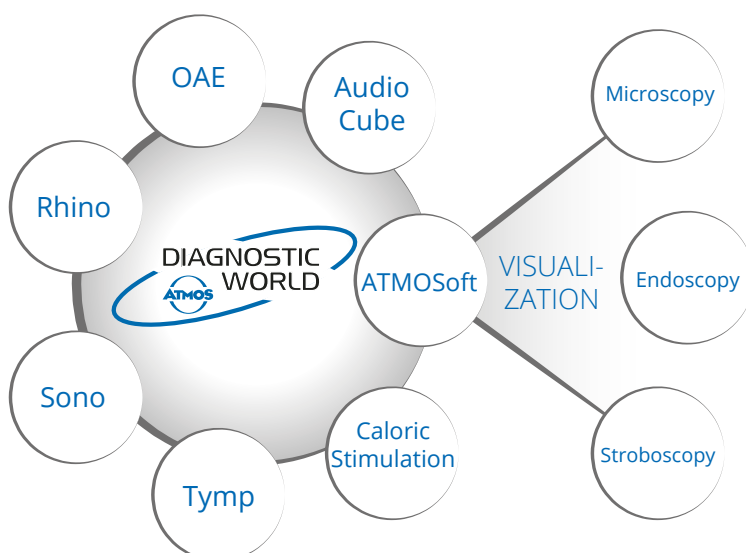 OAE
Audio
Cube
Microscopy
Rhino
DIAGNOSTIC
WORLD
ATMOS
ATMOSoft
VISUALI-
ZATION
Endoscopy
Sono
Caloric
Stimulation
Stroboscopy
Tymp